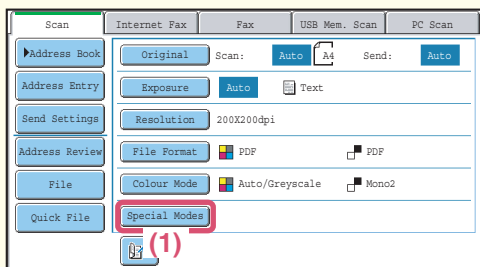 Scan Internet Fax Fax USB Mem. Scan PC Scan
Address Book Original Scan: Auto A4 Send: Auto
Address Entry Exposure Auto Text
Send Settings Resolution 200X200dpi
Address Review File Format PDF PDF
File Colour Mode Auto/Greyscale Mono2
Quick File Special Modes
(1)